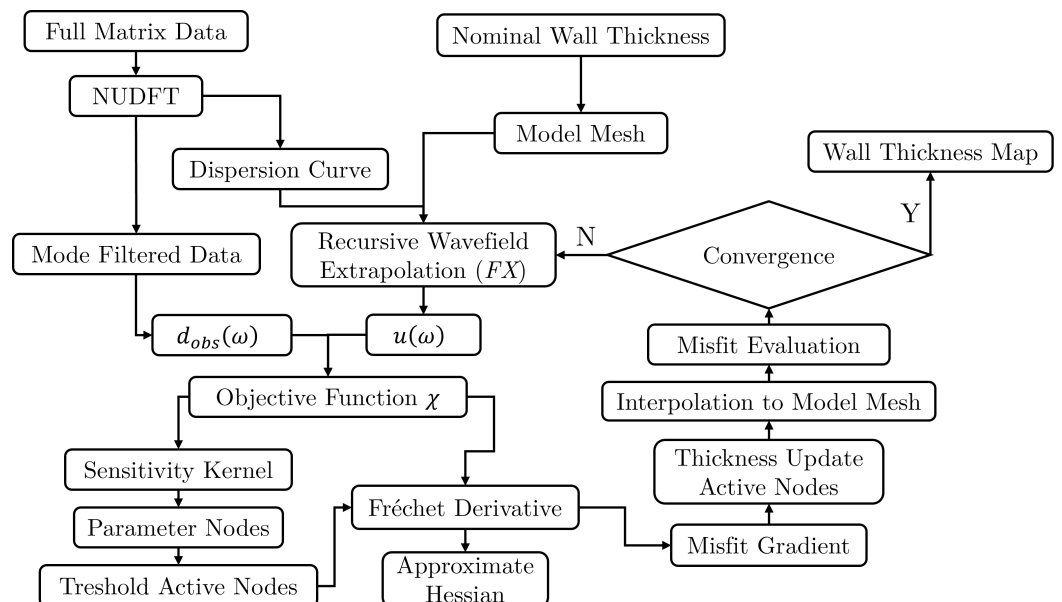 Full Matrix Data
Nominal Wall Thickness
NUDFT
Model Mesh
Dispersion Curve
Wall Thickness Map
Mode Filtered Data
Recursive Wavefield
Extrapolation (FX)
N
Convergence
Y
d_obs(ω)
u(ω)
Misfit Evaluation
Objective Function χ
Interpolation to Model Mesh
Sensitivity Kernel
Thickness Update
Active Nodes
Parameter Nodes
Fréchet Derivative
Misfit Gradient
Treshold Active Nodes
Approximate
Hessian